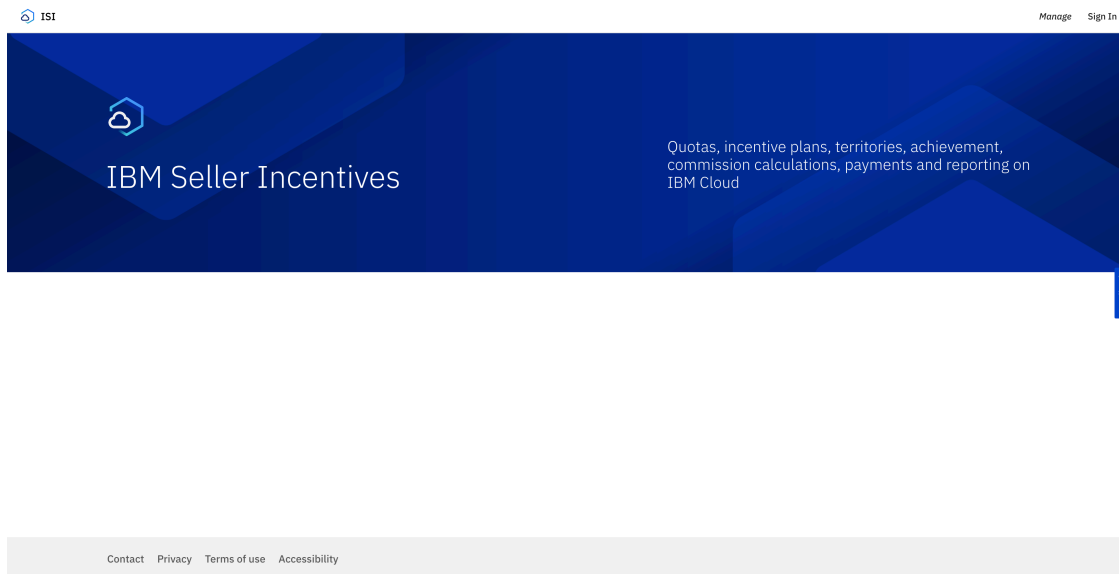 ISI
Manage Sign In
IBM Seller Incentives
Quotas, incentive plans, territories, achievement,
commission calculations, payments and reporting on
IBM Cloud
Contact Privacy Terms of use Accessibility